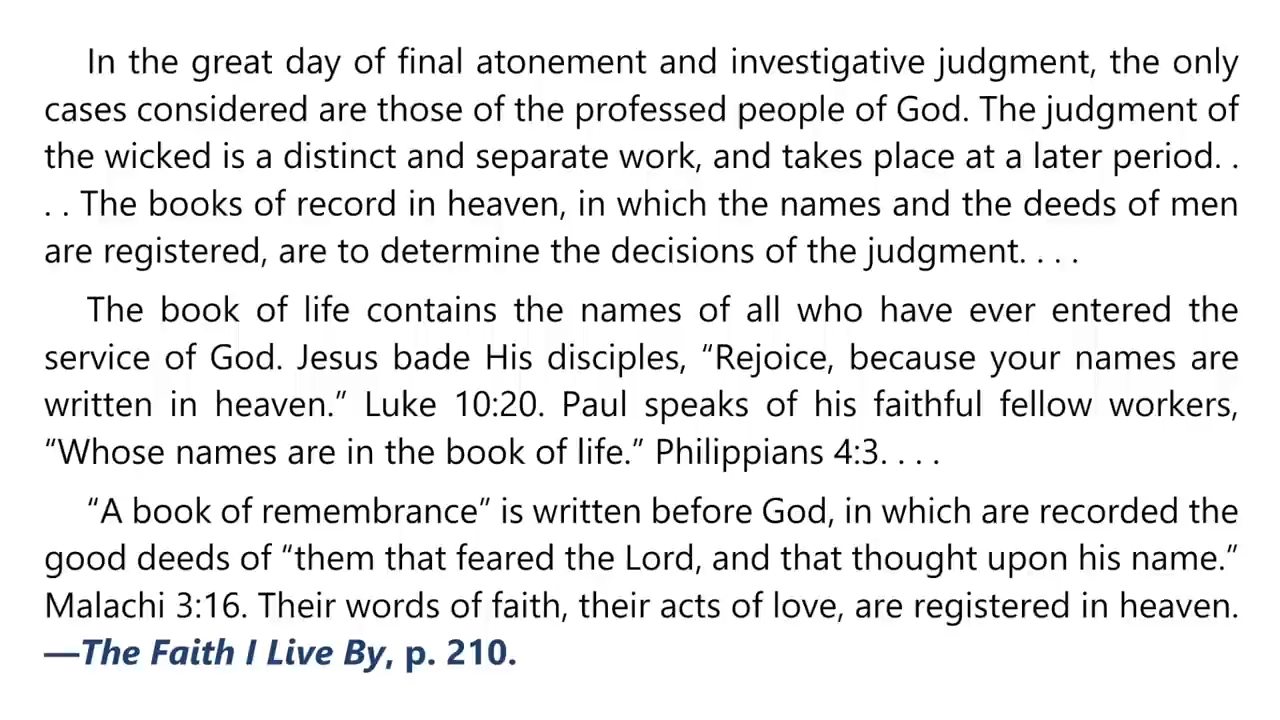 In the great day of final atonement and investigative judgment, the only
cases considered are those of the professed people of God. The judgment of
the wicked is a distinct and separate work, and takes place at a later period. .
. . The books of record in heaven, in which the names and the deeds of men
are registered, are to determine the decisions of the judgment. . . .
The book of life contains the names of all who have ever entered the
service of God. Jesus bade His disciples, “Rejoice, because your names are
written in heaven.” Luke 10:20. Paul speaks of his faithful fellow workers,
“Whose names are in the book of life.” Philippians 4:3. . . .
“A book of remembrance” is written before God, in which are recorded the
good deeds of “them that feared the Lord, and that thought upon his name.”
Malachi 3:16. Their words of faith, their acts of love, are registered in heaven.
—The Faith I Live By, p. 210.